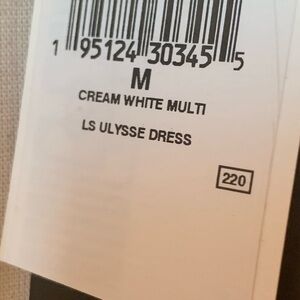 1 95124 30345 5
M
CREAM WHITE MULTI
LS ULYSSE DRESS
220